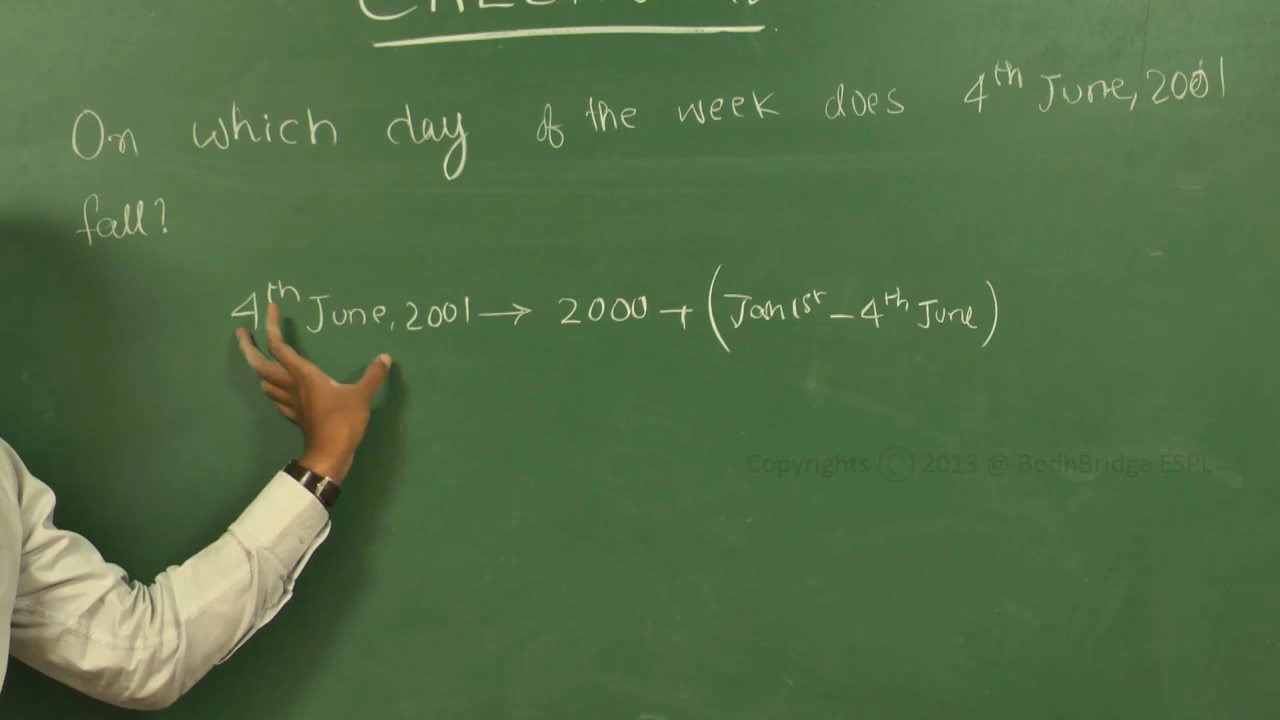 On which day of the week does 4th June, 2001
fall?
4th June, 2001 → 2000 + (Jan 1st - 4th June)
Copyrights © 2013 @ BodhBridge ESPL